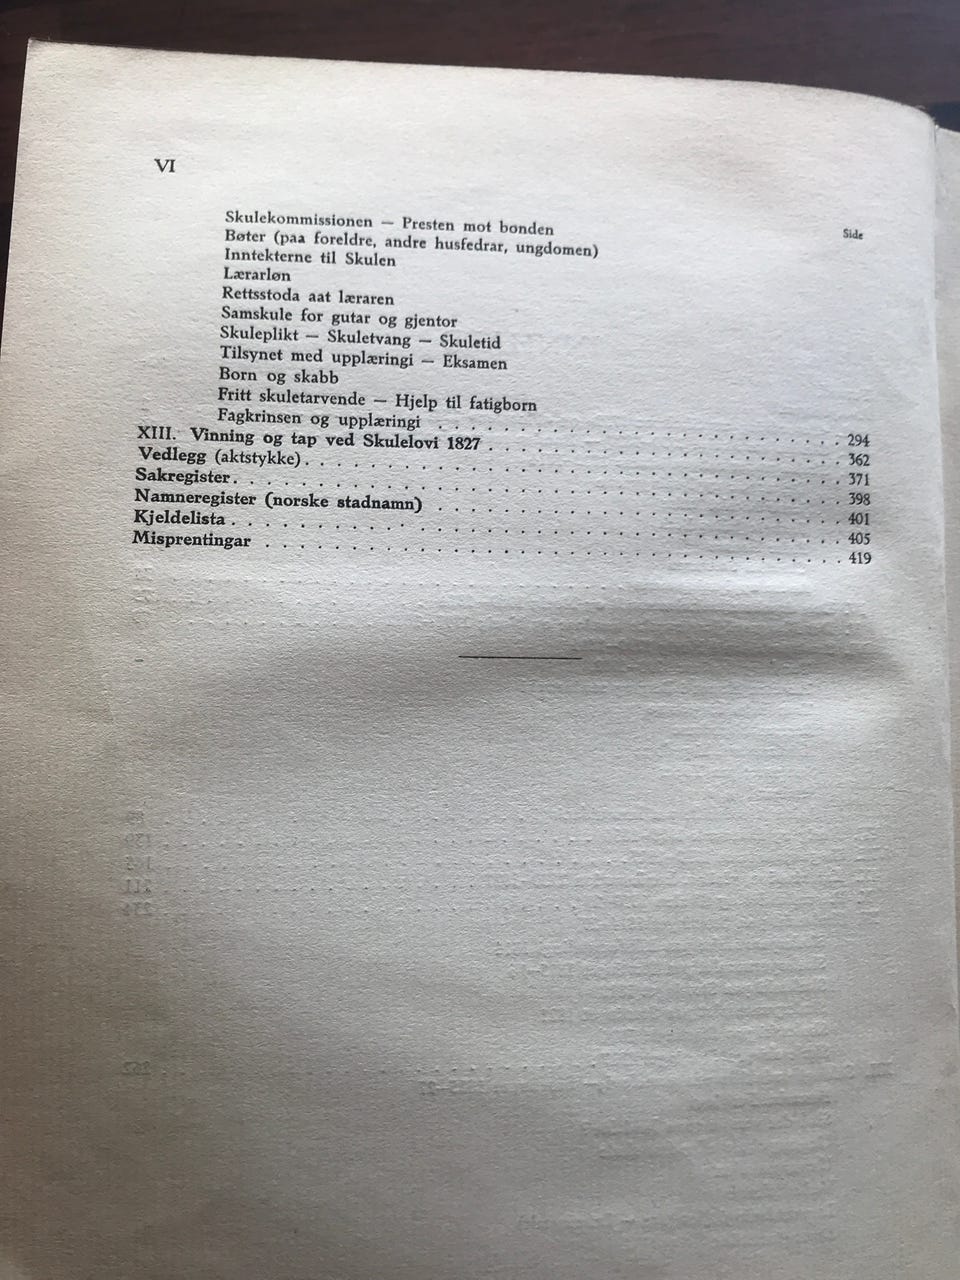 VI
Side
Skulekommissionen — Presten mot bonden
Bøter (paa foreldre, andre husfedrar, ungdomen)
Inntekterne til Skulen
Lærarløn
Rettsstoda aat læraren
Samskule for gutar og gjentor
Skuleplikt — Skuletvang — Skuletid
Tilsynet med upplæringi — Eksamen
Born og skabb
Fritt skuletarvende — Hjelp til fatigborn
Fagkrinsen og upplæringi . . . . . . . . . . . . . . . . . . . . 294
XIII. Vinning og tap ved Skulelovi 1827 . . . . . . . . . . . . . . . . . . 362
Vedlegg (aktstykke) . . . . . . . . . . . . . . . . . . . . . . . . . . 371
Sakregister . . . . . . . . . . . . . . . . . . . . . . . . . . . . . 398
Namneregister (norske stadnamn) . . . . . . . . . . . . . . . . . . . . 401
Kjeldelista . . . . . . . . . . . . . . . . . . . . . . . . . . . . . 405
Misprentingar . . . . . . . . . . . . . . . . . . . . . . . . . . . . 419